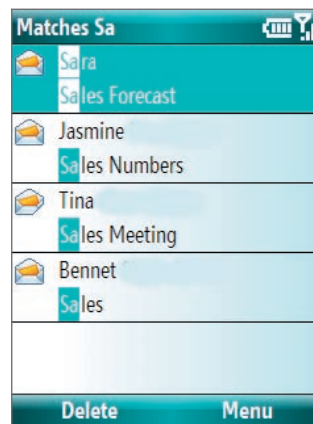 Matches Sa
Sara
Sales Forecast
Jasmine
Sales Numbers
Tina
Sales Meeting
Bennet
Sales
Delete Menu